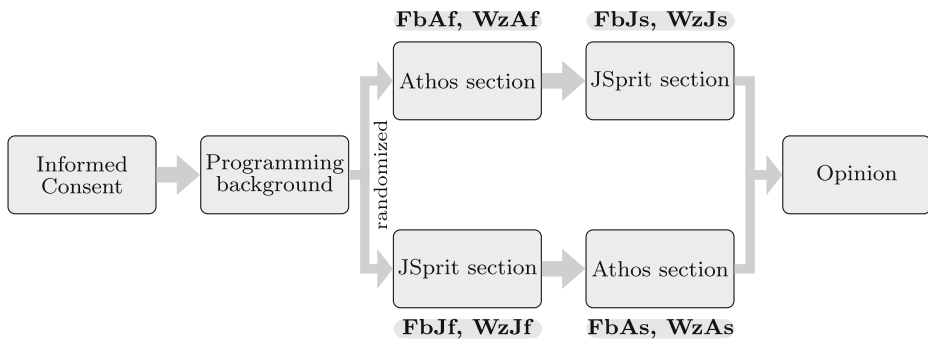 FbAf, WzAf
FbJs, WzJs
Athos section
JSprit section
Informed
Consent
Programming
background
randomized
Opinion
JSprit section
Athos section
FbJf, WzJf
FbAs, WzAs